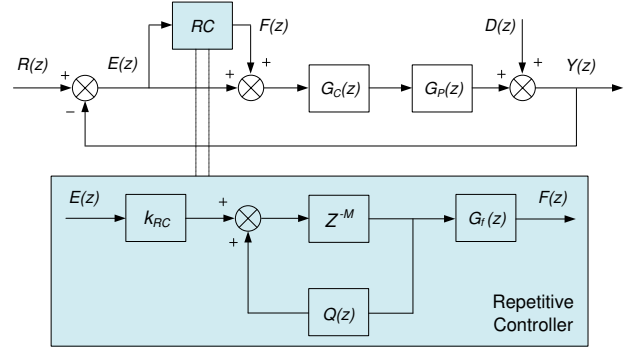 RC
F(z)
D(z)
R(z)
+
E(z)
+
+
+
+
Y(z)
−
G_C(z)
G_P(z)
E(z)
k_RC
+
+
Z^-M
G_f(z)
F(z)
Q(z)
Repetitive
Controller